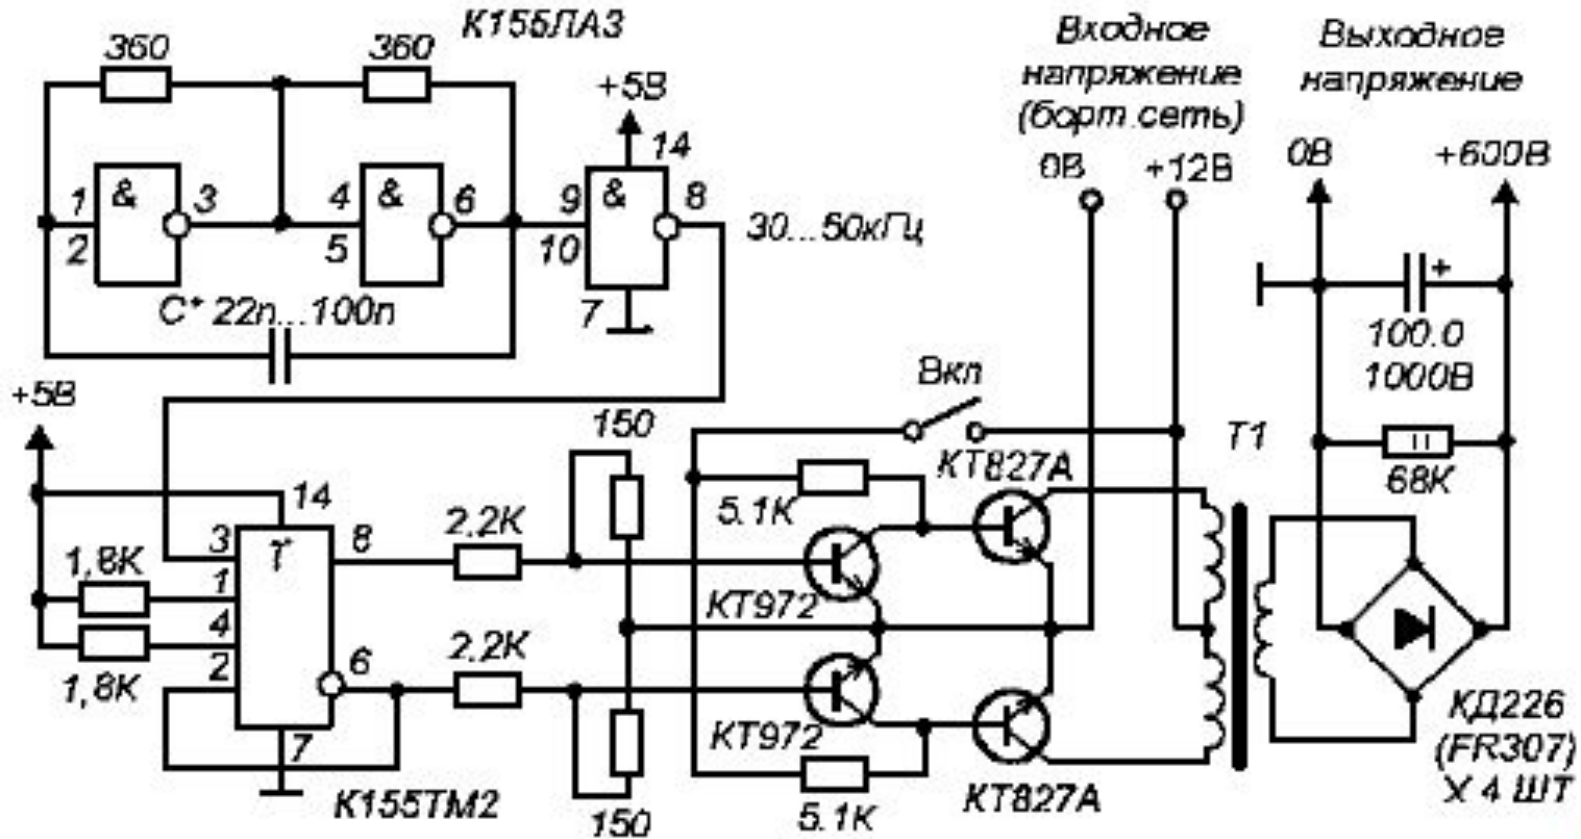 К155ЛА3
360
360
+5В
14
1
2
&
3
4
5
&
6
9
10
&
8
7
30...50кГц
С* 22п...100п
Входное
напряжение
(борт.сеть)
0В
+12В
Выходное
напряжение
0В
+600В
+
100.0
1000В
68К
Вкл
Т1
+5В
14
3
1
4
2
Т
8
6
7
1,8К
1,8К
К155ТМ2
2.2К
2.2К
150
150
5.1К
5.1К
КТ972
КТ972
КТ827А
КТ827А
КД226
(FR307)
Х 4 ШТ